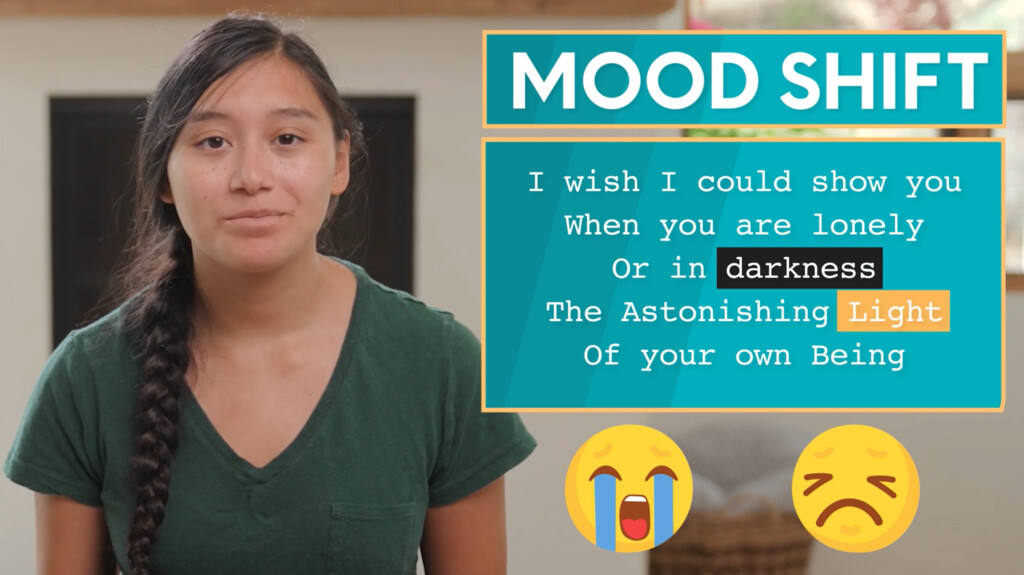 MOOD SHIFT
I wish I could show you
When you are lonely
Or in darkness
The Astonishing Light
Of your own Being